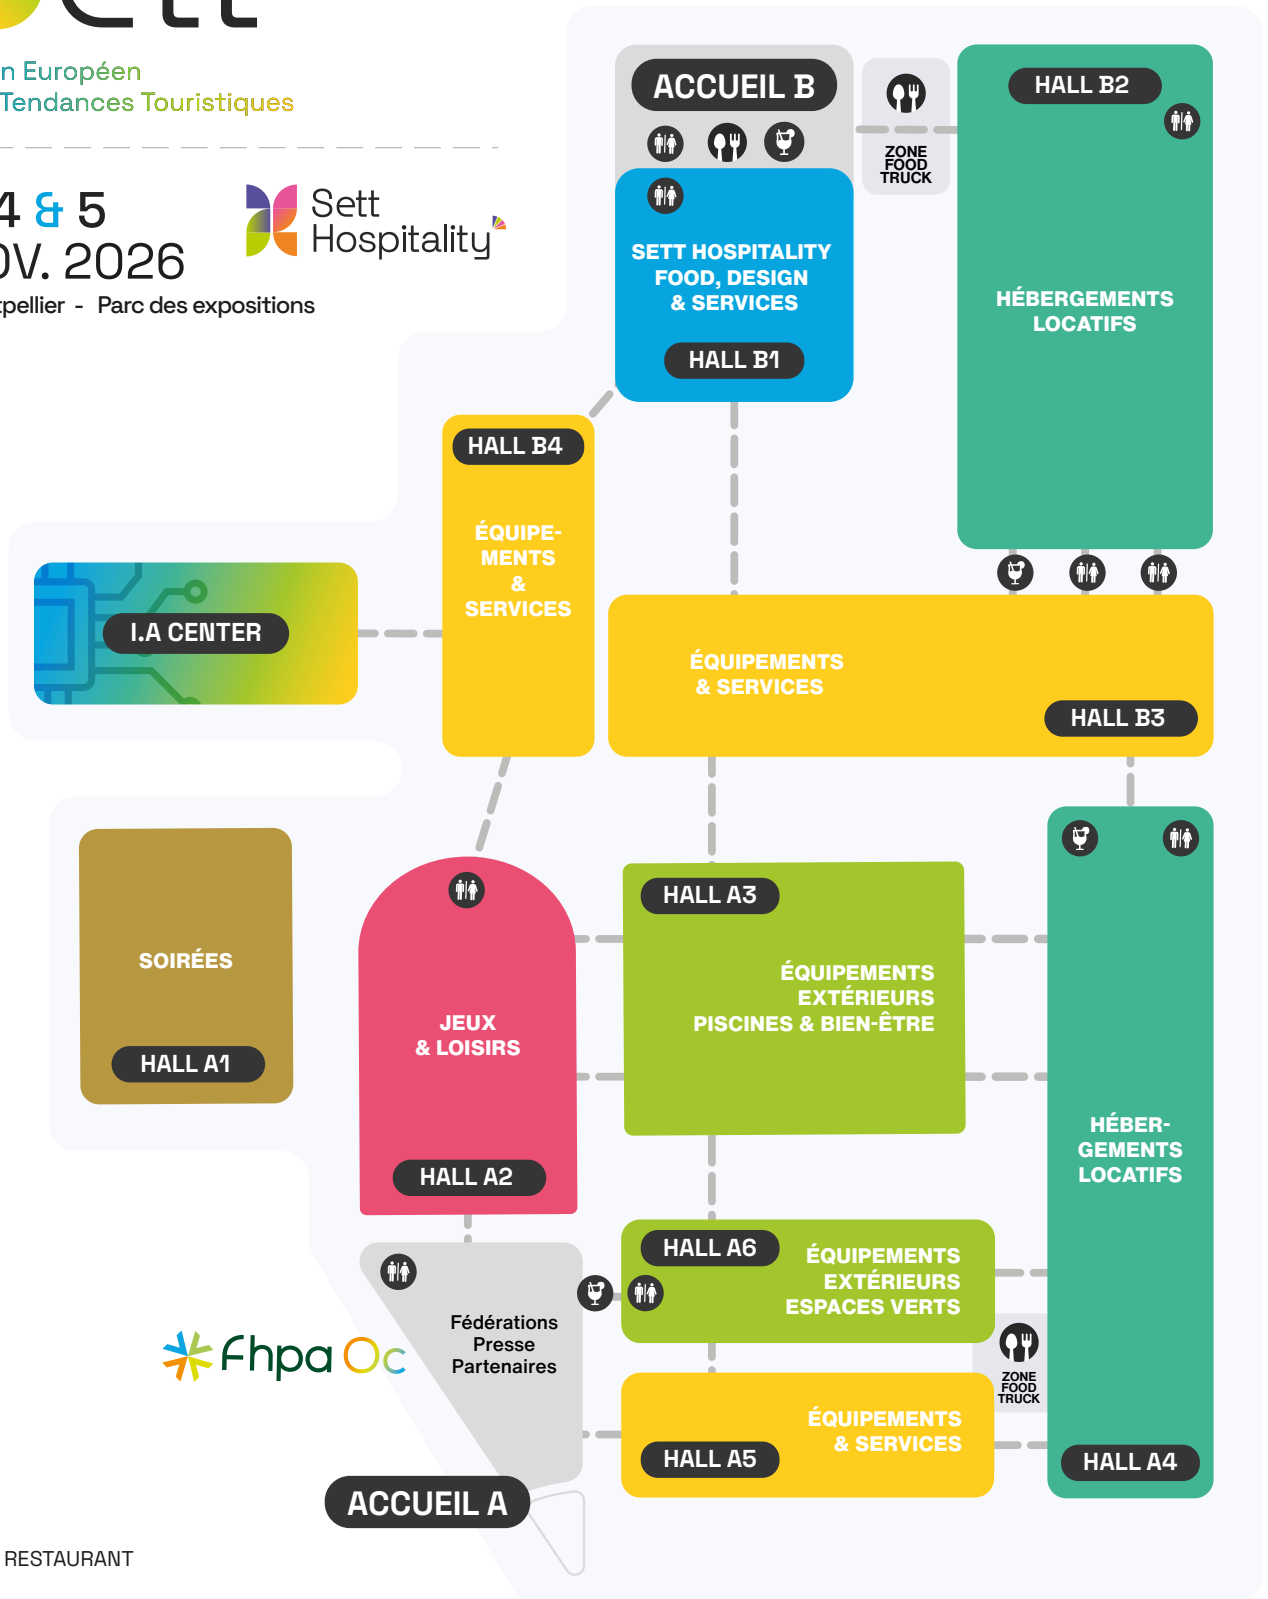 n Européen
Tendances Touristiques
4 & 5
OV. 2026
Sett
Hospitality
tpellier - Parc des expositions
ACCUEIL B
ZONE
FOOD
TRUCK
HALL B2
HÉBERGEMENTS
LOCATIFS
SETT HOSPITALITY
FOOD, DESIGN
& SERVICES
HALL B1
HALL B4
ÉQUIPE-
MENTS
&
SERVICES
I.A CENTER
ÉQUIPEMENTS
& SERVICES
HALL B3
SOIRÉES
HALL A1
JEUX
& LOISIRS
HALL A2
HALL A3
ÉQUIPEMENTS
EXTÉRIEURS
PISCINES & BIEN-ÊTRE
HÉBER-
GEMENTS
LOCATIFS
HALL A4
HALL A6
ÉQUIPEMENTS
EXTÉRIEURS
ESPACES VERTS
ZONE
FOOD
TRUCK
Fédérations
Presse
Partenaires
Fhpa Oc
ÉQUIPEMENTS
& SERVICES
HALL A5
ACCUEIL A
RESTAURANT